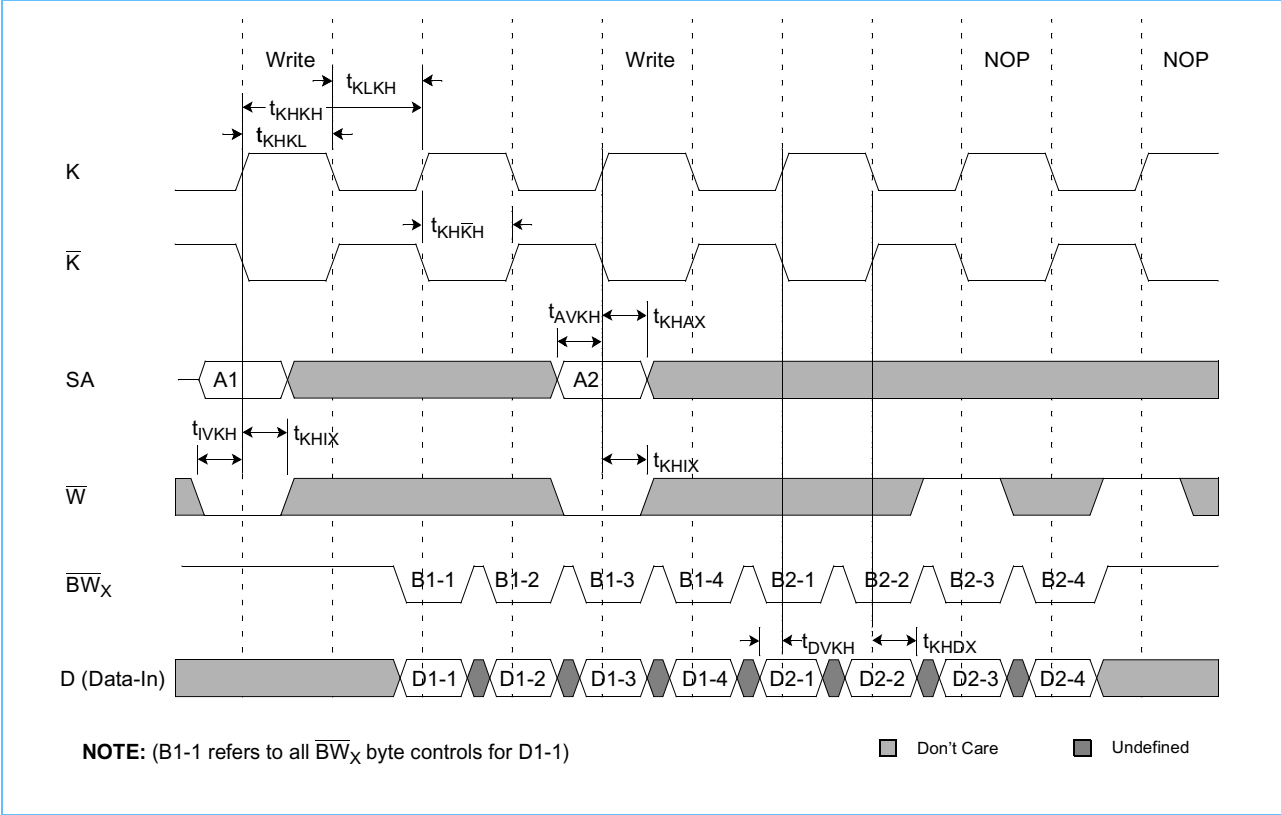 Write Write NOP NOP
tKLKH
tKHKH
tKHKL
K
tKHK̅H
K̅
tAVKH tKHAX
SA A1 A2
tIVKH tKHIX tKHIX
W̅
B̅W̅X B1-1 B1-2 B1-3 B1-4 B2-1 B2-2 B2-3 B2-4
tDVKH tKHDX
D (Data-In) D1-1 D1-2 D1-3 D1-4 D2-1 D2-2 D2-3 D2-4
NOTE: (B1-1 refers to all B̅W̅X byte controls for D1-1) Don't Care Undefined